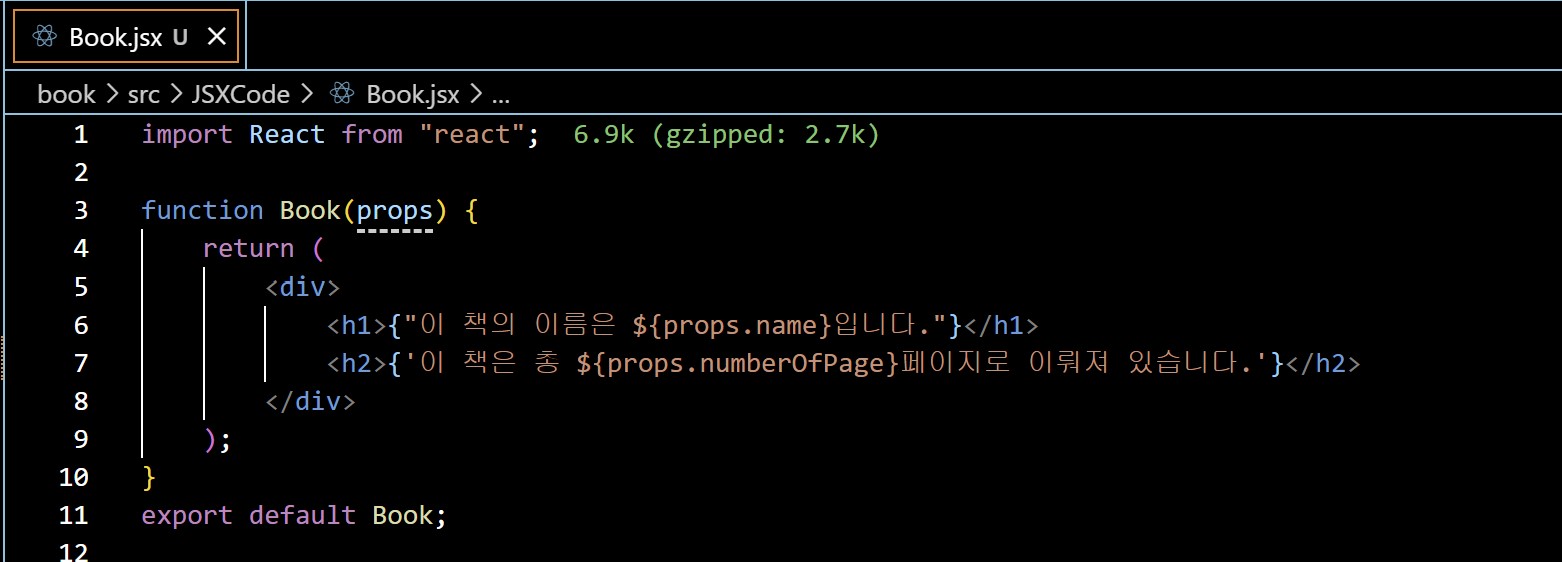 Book.jsx U ✕
book > src > JSXCode > Book.jsx > ...
1 import React from "react"; 6.9k (gzipped: 2.7k)
2
3 function Book(props) {
4 return (
5 <div>
6 <h1>{"이 책의 이름은 ${props.name}입니다."}</h1>
7 <h2>{'이 책은 총 ${props.numberOfPage}페이지로 이뤄져 있습니다.'}</h2>
8 </div>
9 );
10 }
11 export default Book;
12